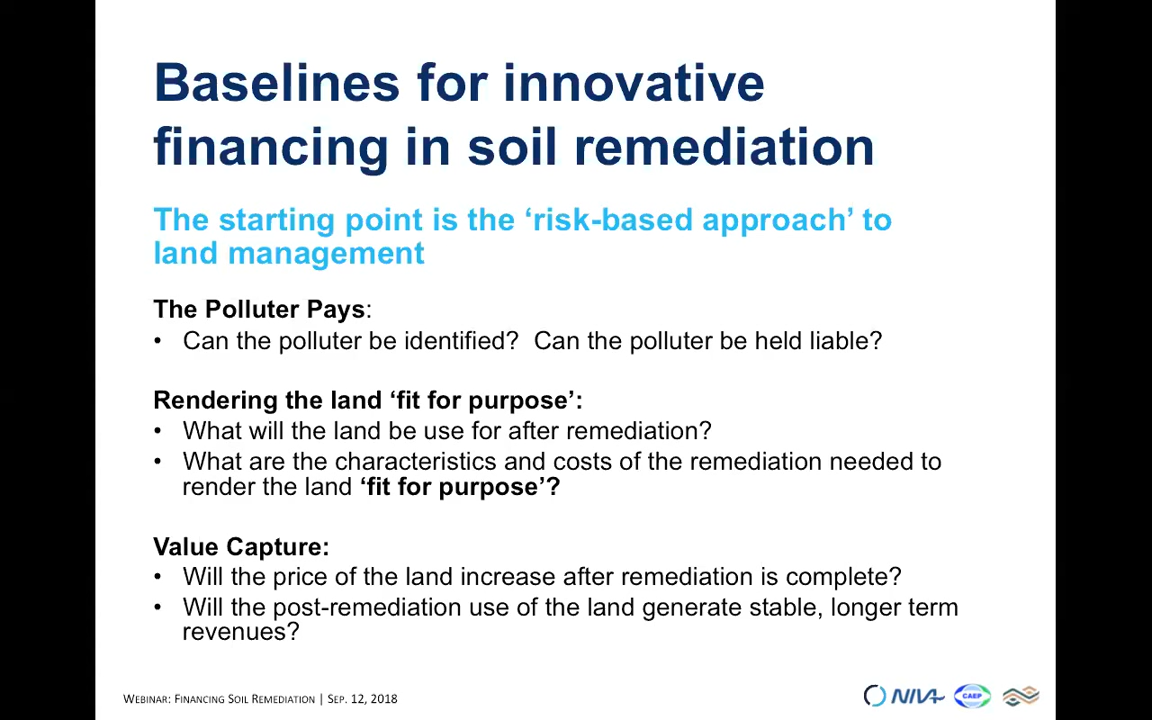 Baselines for innovative
financing in soil remediation
The starting point is the ‘risk-based approach’ to
land management
The Polluter Pays:
• Can the polluter be identified?  Can the polluter be held liable?
Rendering the land ‘fit for purpose’:
• What will the land be use for after remediation?
• What are the characteristics and costs of the remediation needed to
render the land ‘fit for purpose’?
Value Capture:
• Will the price of the land increase after remediation is complete?
• Will the post-remediation use of the land generate stable, longer term
revenues?
WEBINAR: FINANCING SOIL REMEDIATION | SEP. 12, 2018
NIVA CAEP